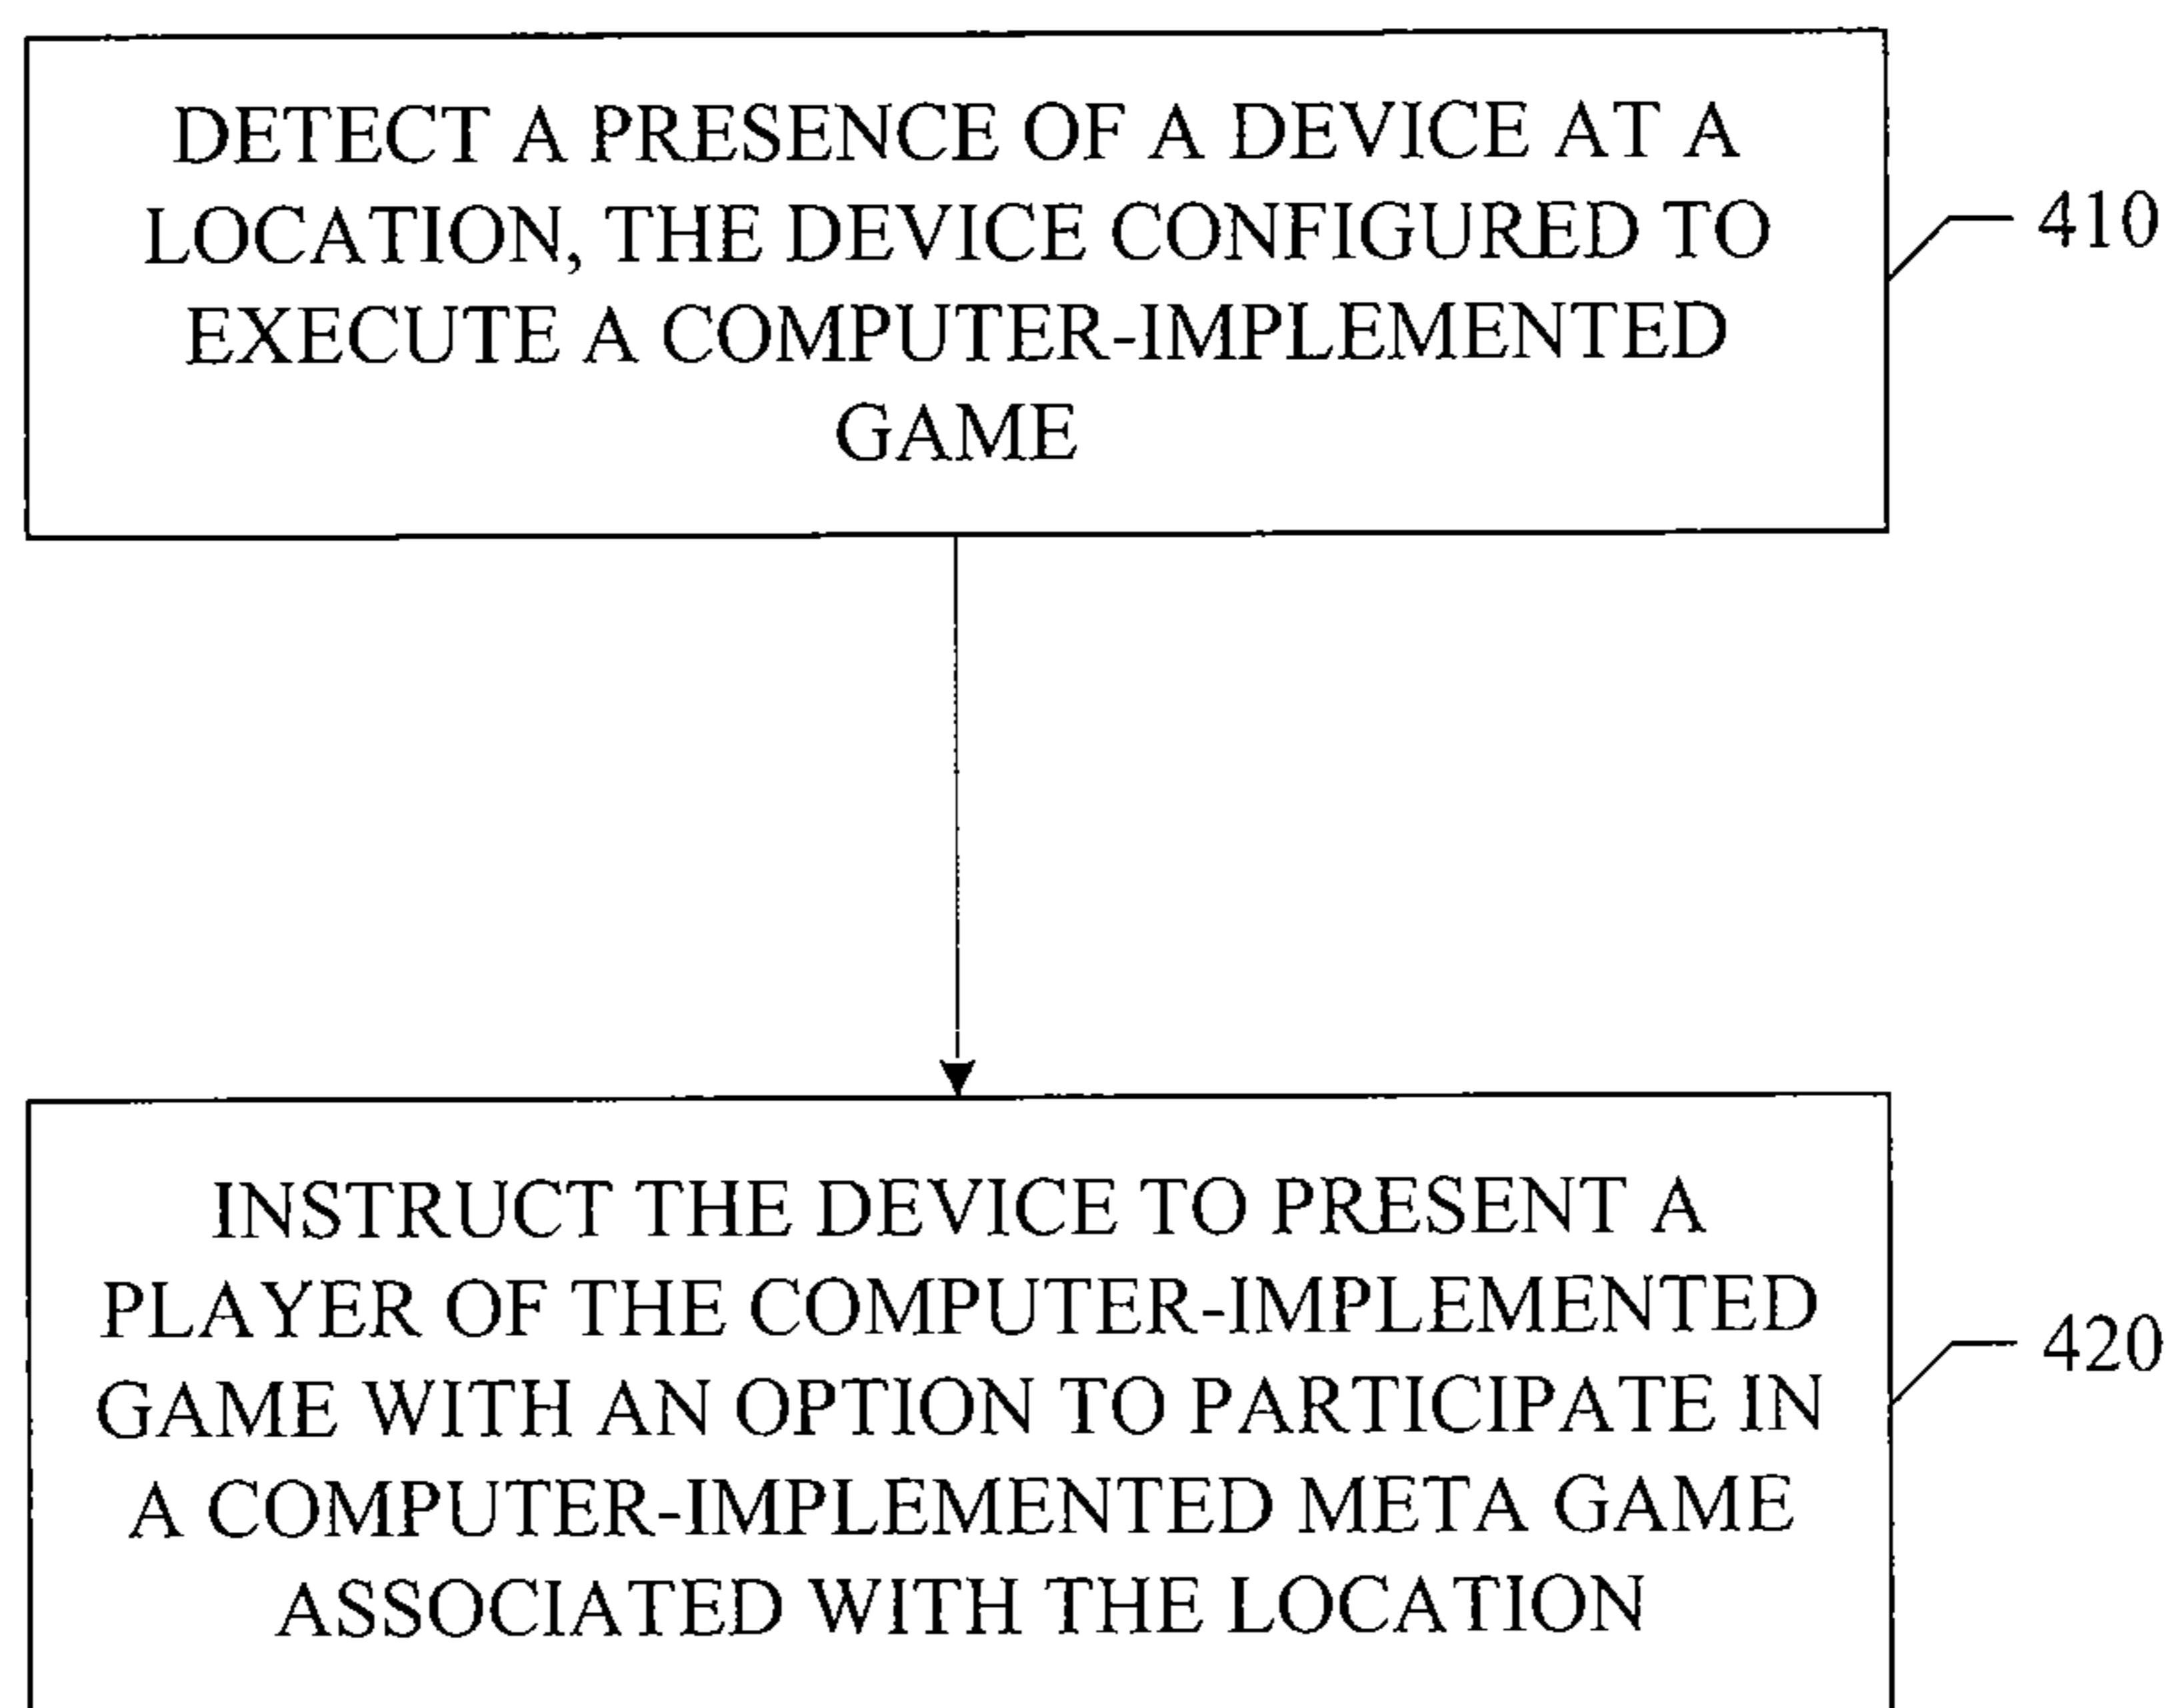 DETECT A PRESENCE OF A DEVICE AT A
LOCATION, THE DEVICE CONFIGURED TO
EXECUTE A COMPUTER-IMPLEMENTED
GAME
410
INSTRUCT THE DEVICE TO PRESENT A
PLAYER OF THE COMPUTER-IMPLEMENTED
GAME WITH AN OPTION TO PARTICIPATE IN
A COMPUTER-IMPLEMENTED META GAME
ASSOCIATED WITH THE LOCATION
420